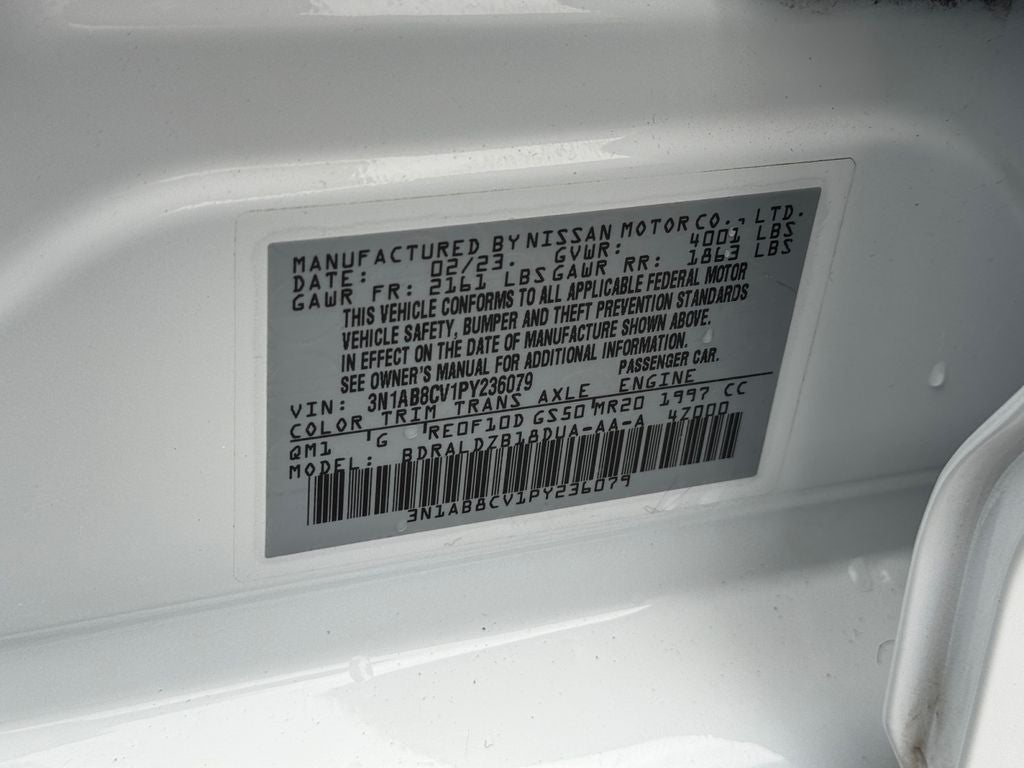 MANUFACTURED BY NISSAN MOTOR CO., LTD.
DATE: 02/23. GVWR: 4001 LBS
GAWR FR: 2161 LBS GAWR RR: 1863 LBS
THIS VEHICLE CONFORMS TO ALL APPLICABLE FEDERAL MOTOR
VEHICLE SAFETY, BUMPER AND THEFT PREVENTION STANDARDS
IN EFFECT ON THE DATE OF MANUFACTURE SHOWN ABOVE.
SEE OWNER'S MANUAL FOR ADDITIONAL INFORMATION.
VIN: 3N1AB8CV1PY236079 PASSENGER CAR.
COLOR TRIM TRANS AXLE ENGINE
QM1 G RE0F10D GS50 MR20 1997 CC
MODEL: BDRALDZB18DUA-AA-A 4Z000
3N1AB8CV1PY236079